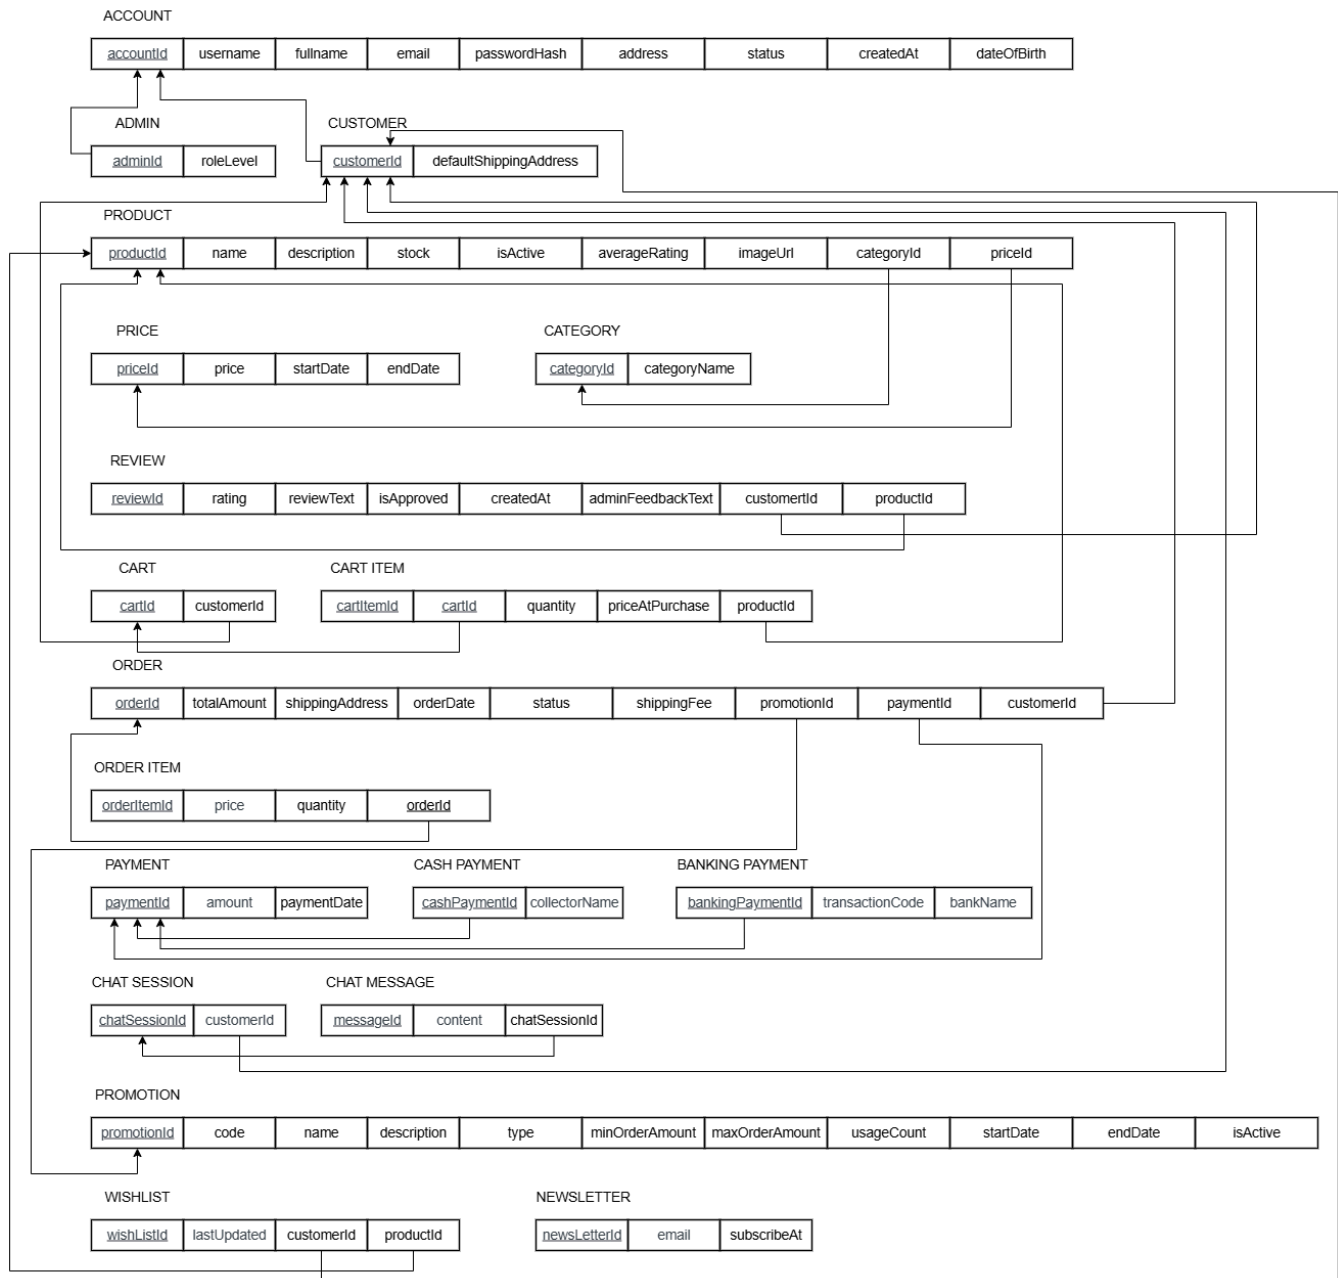 ACCOUNT
accountId username fullname email passwordHash address status createdAt dateOfBirth
ADMIN CUSTOMER
adminId roleLevel customerId defaultShippingAddress
PRODUCT
productId name description stock isActive averageRating imageUrl categoryId priceId
PRICE CATEGORY
priceId price startDate endDate categoryId categoryName
REVIEW
reviewId rating reviewText isApproved createdAt adminFeedbackText customertId productId
CART CART ITEM
cartId customerId cartItemId cartId quantity priceAtPurchase productId
ORDER
orderId totalAmount shippingAddress orderDate status shippingFee promotionId paymentId customerId
ORDER ITEM
orderItemId price quantity orderId
PAYMENT CASH PAYMENT BANKING PAYMENT
paymentId amount paymentDate cashPaymentId collectorName bankingPaymentId transactionCode bankName
CHAT SESSION CHAT MESSAGE
chatSessionId customerId messageId content chatSessionId
PROMOTION
promotionId code name description type minOrderAmount maxOrderAmount usageCount startDate endDate isActive
WISHLIST NEWSLETTER
wishListId lastUpdated customerId productId newsLetterId email subscribeAt